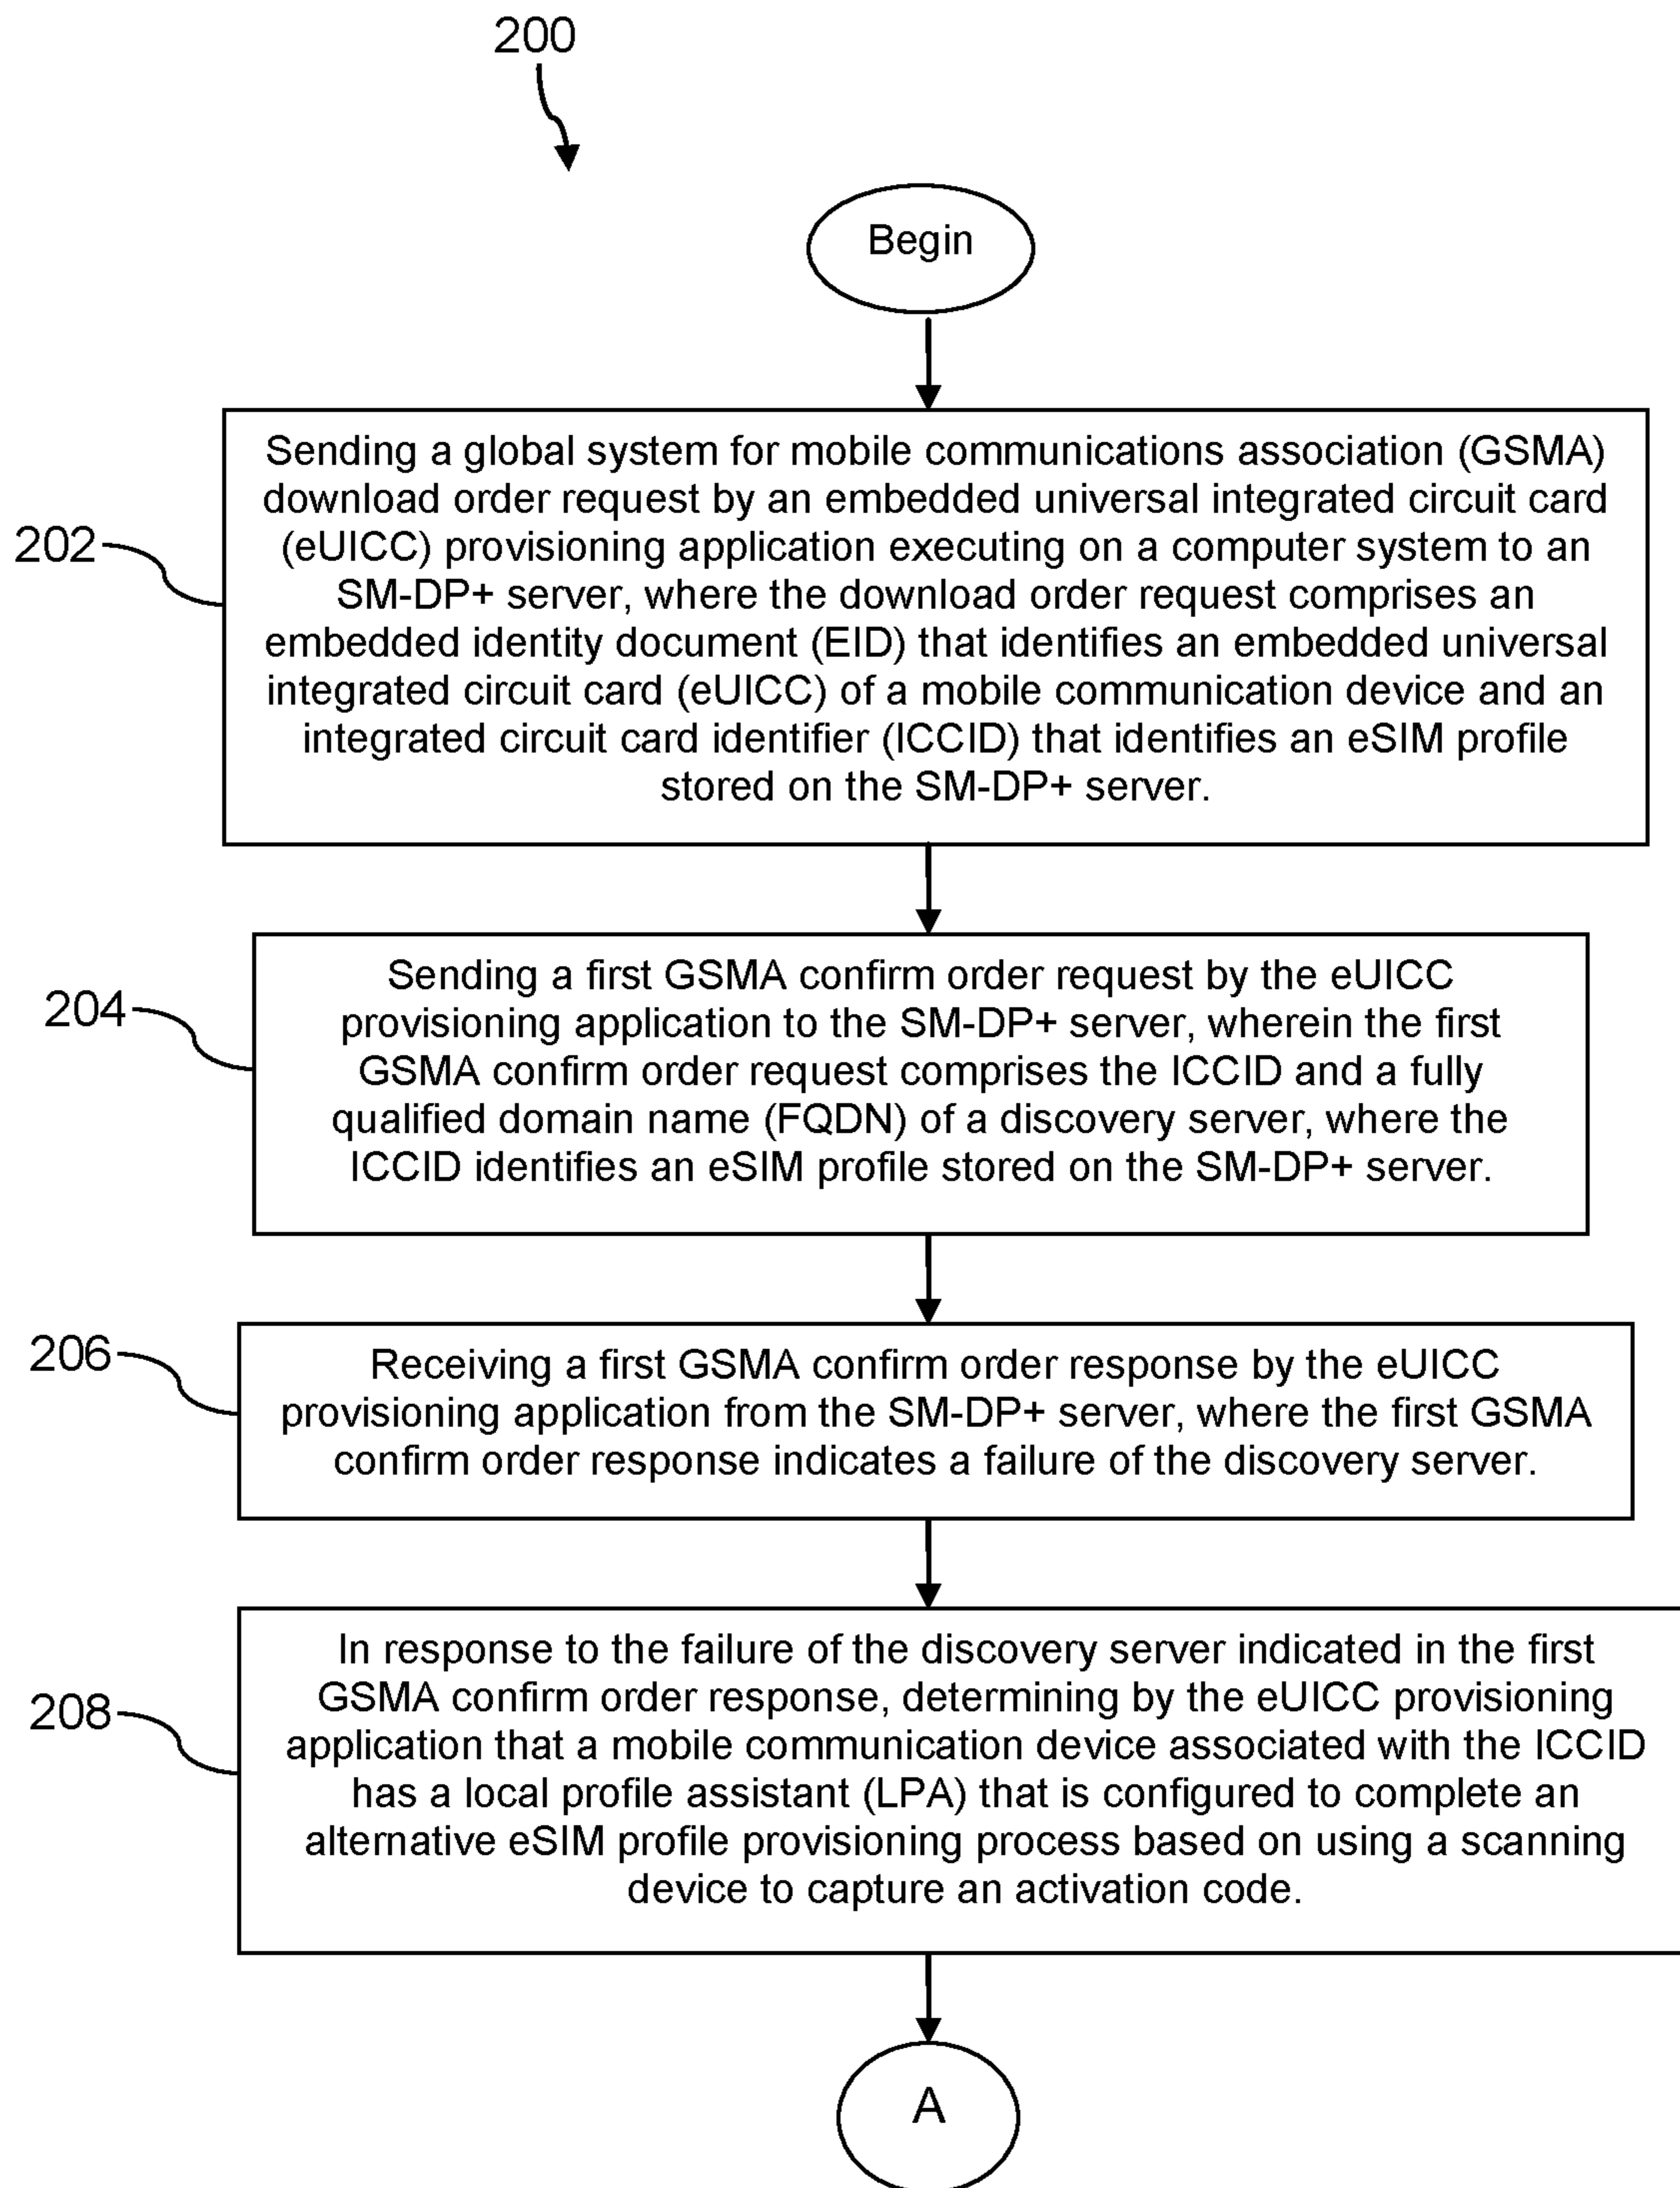 200
Begin
202
Sending a global system for mobile communications association (GSMA)
download order request by an embedded universal integrated circuit card
(eUICC) provisioning application executing on a computer system to an
SM-DP+ server, where the download order request comprises an
embedded identity document (EID) that identifies an embedded universal
integrated circuit card (eUICC) of a mobile communication device and an
integrated circuit card identifier (ICCID) that identifies an eSIM profile
stored on the SM-DP+ server.
204
Sending a first GSMA confirm order request by the eUICC
provisioning application to the SM-DP+ server, wherein the first
GSMA confirm order request comprises the ICCID and a fully
qualified domain name (FQDN) of a discovery server, where the
ICCID identifies an eSIM profile stored on the SM-DP+ server.
206
Receiving a first GSMA confirm order response by the eUICC
provisioning application from the SM-DP+ server, where the first GSMA
confirm order response indicates a failure of the discovery server.
208
In response to the failure of the discovery server indicated in the first
GSMA confirm order response, determining by the eUICC provisioning
application that a mobile communication device associated with the ICCID
has a local profile assistant (LPA) that is configured to complete an
alternative eSIM profile provisioning process based on using a scanning
device to capture an activation code.
A